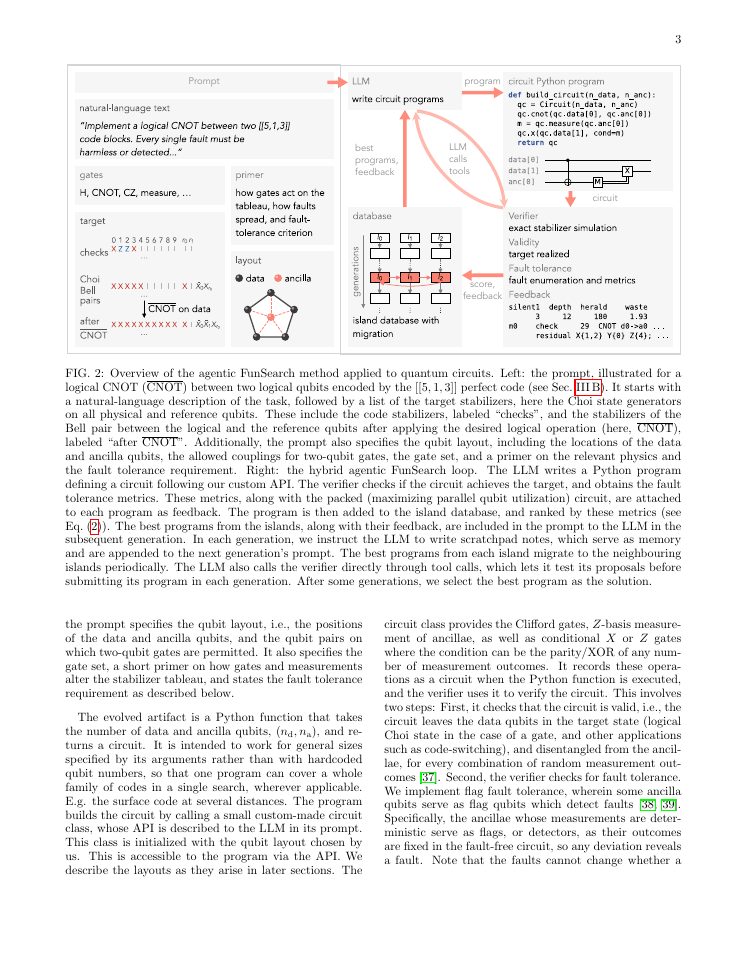 3
Prompt
natural-language text
“Implement a logical CNOT between two [[5,1,3]]
code blocks. Every single fault must be
harmless or detected...”
gates
H, CNOT, CZ, measure, …
target
0 1 2 3 4 5 6 7 8 9 r₀ r₁
checks X Z Z X I I I I I I I I
...
Choi
Bell
pairs
X X X X X I I I I I X̄₀Xr₀
...
CNOT on data
after
CNOT
X X X X X X X X X X X I X̄₀X̄₁Xr₀
...
primer
how gates act on the
tableau, how faults
spread, and fault-
tolerance criterion
layout
data ancilla
LLM
write circuit programs
program
best
programs,
feedback
LLM
calls
tools
circuit Python program
def build_circuit(n_data, n_anc):
qc = Circuit(n_data, n_anc)
qc.cnot(qc.data[0], qc.anc[0])
m = qc.measure(qc.anc[0])
qc.x(qc.data[1], cond=m)
return qc
data[0]
data[1] X
anc[0] M
circuit
database
generations
I₀ I₁ I₂
I₀ I₁ I₂
island database with
migration
score,
feedback
Verifier
exact stabilizer simulation
Validity
target realized
Fault tolerance
fault enumeration and metrics
Feedback
silent1 depth herald waste
3 12 180 1.93
m0 check 29 CNOT d0->a0 ...
residual X{1,2} Y{0} Z{4}; ...
FIG. 2: Overview of the agentic FunSearch method applied to quantum circuits. Left: the prompt, illustrated for a
logical CNOT (C̅N̅O̅T̅) between two logical qubits encoded by the [[5, 1, 3]] perfect code (see Sec. III B). It starts with
a natural-language description of the task, followed by a list of the target stabilizers, here the Choi state generators
on all physical and reference qubits. These include the code stabilizers, labeled “checks”, and the stabilizers of the
Bell pair between the logical and the reference qubits after applying the desired logical operation (here, C̅N̅O̅T̅),
labeled “after C̅N̅O̅T̅”. Additionally, the prompt also specifies the qubit layout, including the locations of the data
and ancilla qubits, the allowed couplings for two-qubit gates, the gate set, and a primer on the relevant physics and
the fault tolerance requirement. Right: the hybrid agentic FunSearch loop. The LLM writes a Python program
defining a circuit following our custom API. The verifier checks if the circuit achieves the target, and obtains the fault
tolerance metrics. These metrics, along with the packed (maximizing parallel qubit utilization) circuit, are attached
to each program as feedback. The program is then added to the island database, and ranked by these metrics (see
Eq. (2)). The best programs from the islands, along with their feedback, are included in the prompt to the LLM in the
subsequent generation. In each generation, we instruct the LLM to write scratchpad notes, which serve as memory
and are appended to the next generation’s prompt. The best programs from each island migrate to the neighbouring
islands periodically. The LLM also calls the verifier directly through tool calls, which lets it test its proposals before
submitting its program in each generation. After some generations, we select the best program as the solution.
the prompt specifies the qubit layout, i.e., the positions
of the data and ancilla qubits, and the qubit pairs on
which two-qubit gates are permitted. It also specifies the
gate set, a short primer on how gates and measurements
alter the stabilizer tableau, and states the fault tolerance
requirement as described below.
The evolved artifact is a Python function that takes
the number of data and ancilla qubits, (n_d, n_a), and re-
turns a circuit. It is intended to work for general sizes
specified by its arguments rather than with hardcoded
qubit numbers, so that one program can cover a whole
family of codes in a single search, wherever applicable.
E.g. the surface code at several distances. The program
builds the circuit by calling a small custom-made circuit
class, whose API is described to the LLM in its prompt.
This class is initialized with the qubit layout chosen by
us. This is accessible to the program via the API. We
describe the layouts as they arise in later sections. The
circuit class provides the Clifford gates, Z-basis measure-
ment of ancillae, as well as conditional X or Z gates
where the condition can be the parity/XOR of any num-
ber of measurement outcomes. It records these opera-
tions as a circuit when the Python function is executed,
and the verifier uses it to verify the circuit. This involves
two steps: First, it checks that the circuit is valid, i.e., the
circuit leaves the data qubits in the target state (logical
Choi state in the case of a gate, and other applications
such as code-switching), and disentangled from the ancil-
lae, for every combination of random measurement out-
comes [37]. Second, the verifier checks for fault tolerance.
We implement flag fault tolerance, wherein some ancilla
qubits serve as flag qubits which detect faults [38, 39].
Specifically, the ancillae whose measurements are deter-
ministic serve as flags, or detectors, as their outcomes
are fixed in the fault-free circuit, so any deviation reveals
a fault. Note that the faults cannot change whether a